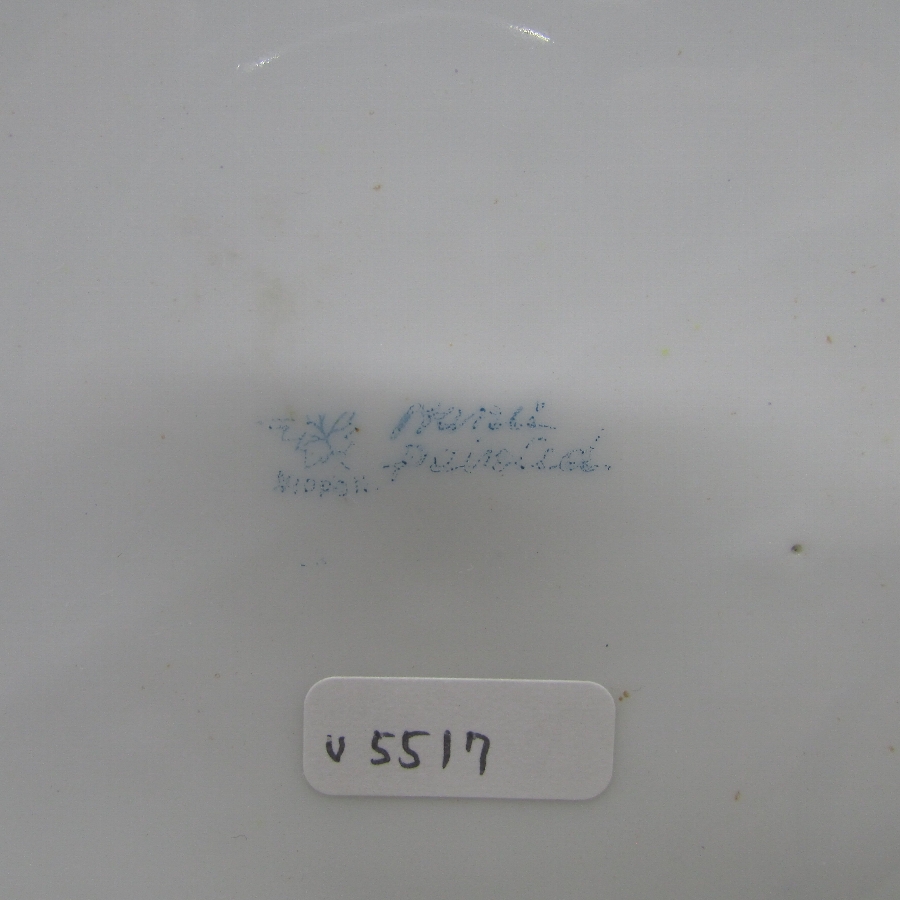 Hand
painted
NIPPON
v 5517